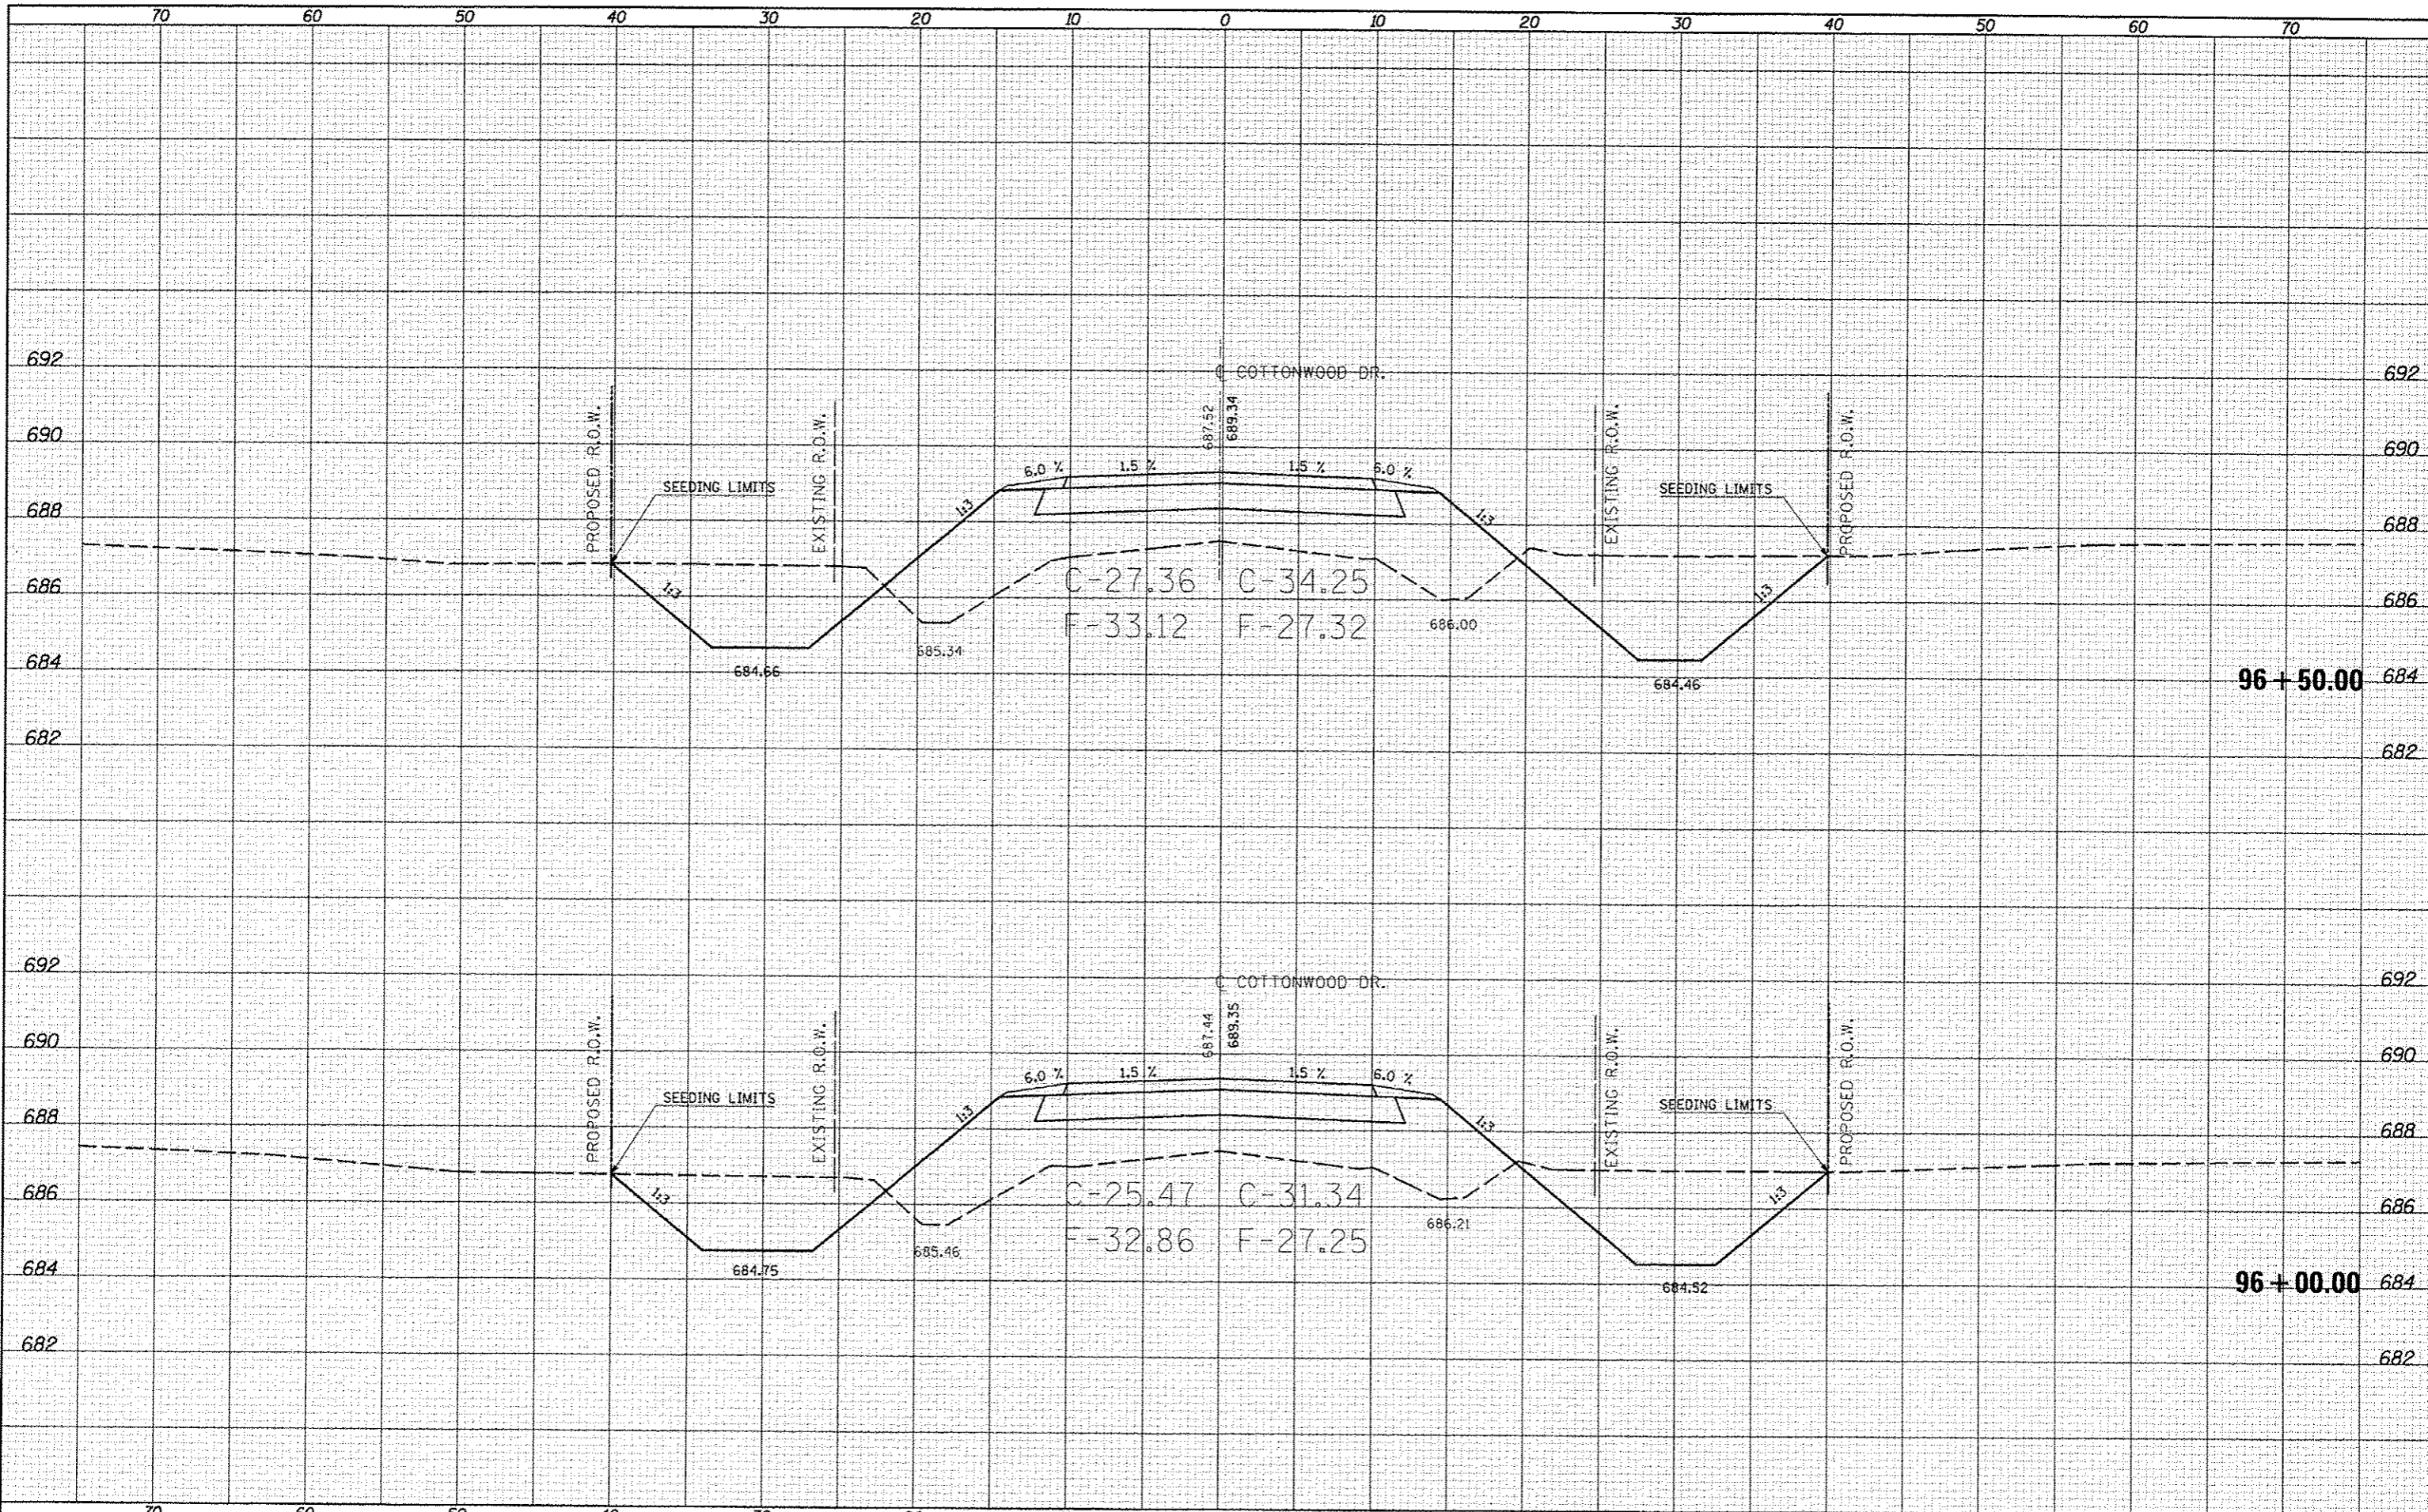 70 60 50 40 30 20 10 0 10 20 30 40 50 60 70
692 692
℄ COTTONWOOD DR.
687.52
689.34
PROPOSED R.O.W.
EXISTING R.O.W.
EXISTING R.O.W.
PROPOSED R.O.W.
690 690
6.0 % 1.5 % 1.5 % 6.0 %
SEEDING LIMITS SEEDING LIMITS
1:3 1:3
688 688
C-27.36 C-34.25
1:3 1:3
686 686
F-33.12 F-27.32
685.34 686.00
684 684
684.66 684.46
96 + 50.00
682 682
692 692
℄ COTTONWOOD DR.
687.44
689.35
PROPOSED R.O.W.
EXISTING R.O.W.
EXISTING R.O.W.
PROPOSED R.O.W.
690 690
6.0 % 1.5 % 1.5 % 6.0 %
SEEDING LIMITS SEEDING LIMITS
1:3 1:3
688 688
C-25.47 C-31.34
1:3 1:3
686 686
F-32.86 F-27.25
685.46 686.21
684 684
684.75 684.52
96 + 00.00
682 682